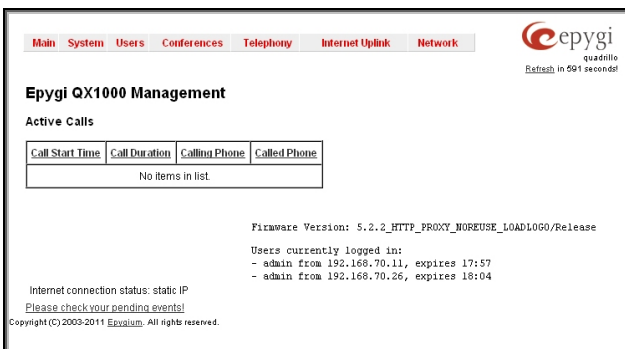 Main System Users Conferences Telephony Internet Uplink Network
epygi
quadrillo
Refresh in 591 seconds!
Epygi QX1000 Management
Active Calls
Call Start Time Call Duration Calling Phone Called Phone
No items in list.
Firmware Version: 5.2.2_HTTP_PROXY_NOREUSE_LOADLOGO/Release
Users currently logged in:
- admin from 192.168.70.11, expires 17:57
- admin from 192.168.70.26, expires 18:04
Internet connection status: static IP
Please check your pending events!
Copyright (C) 2003-2011 Epygium. All rights reserved.